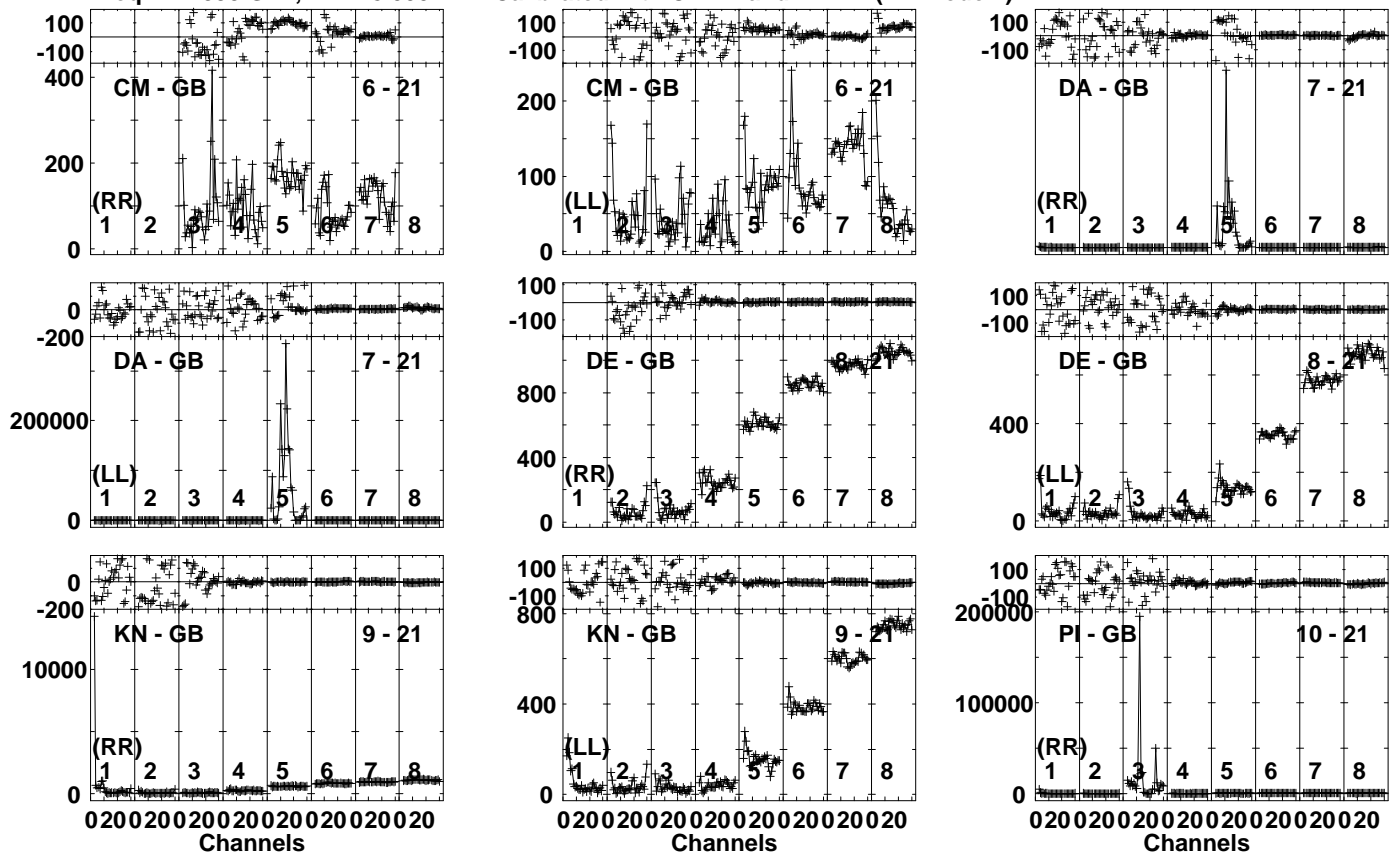 100
-100
400
200
0
CM - GB 6 - 21
(RR)
1 2 3 4 5 6 7 8
100
-100
200
100
0
CM - GB 6 - 21
(LL)
1 2 3 4 5 6 7 8
100
-100
DA - GB 7 - 21
(RR)
1 2 3 4 5 6 7 8
0
-200
200000
0
DA - GB 7 - 21
(LL)
1 2 3 4 5 6 7 8
100
-100
800
400
0
DE - GB 8 - 21
(RR)
1 2 3 4 5 6 7 8
100
-100
400
0
DE - GB 8 - 21
(LL)
1 2 3 4 5 6 7 8
0
-200
10000
0
KN - GB 9 - 21
(RR)
1 2 3 4 5 6 7 8
100
-100
800
400
0
KN - GB 9 - 21
(LL)
1 2 3 4 5 6 7 8
100
-100
200000
100000
0
PI - GB 10 - 21
(RR)
1 2 3 4 5 6 7 8
0 20 0 20 0 20 0 20 0 20 0 20 0 20 0 20
Channels
0 20 0 20 0 20 0 20 0 20 0 20 0 20 0 20
Channels
0 20 0 20 0 20 0 20 0 20 0 20 0 20 0 20
Channels